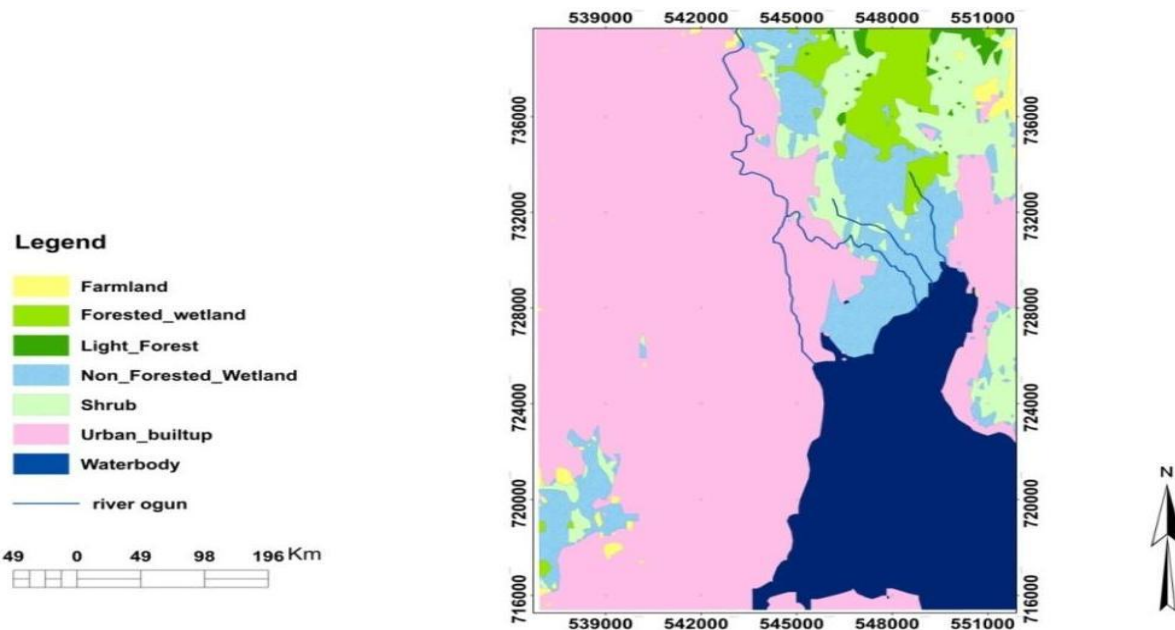 539000 542000 545000 548000 551000
736000 736000
732000 732000
728000 728000
724000 724000
720000 720000
716000 716000
539000 542000 545000 548000 551000
Legend
Farmland
Forested_wetland
Light_Forest
Non_Forested_Wetland
Shrub
Urban_builtup
Waterbody
river ogun
49 0 49 98 196 Km
N